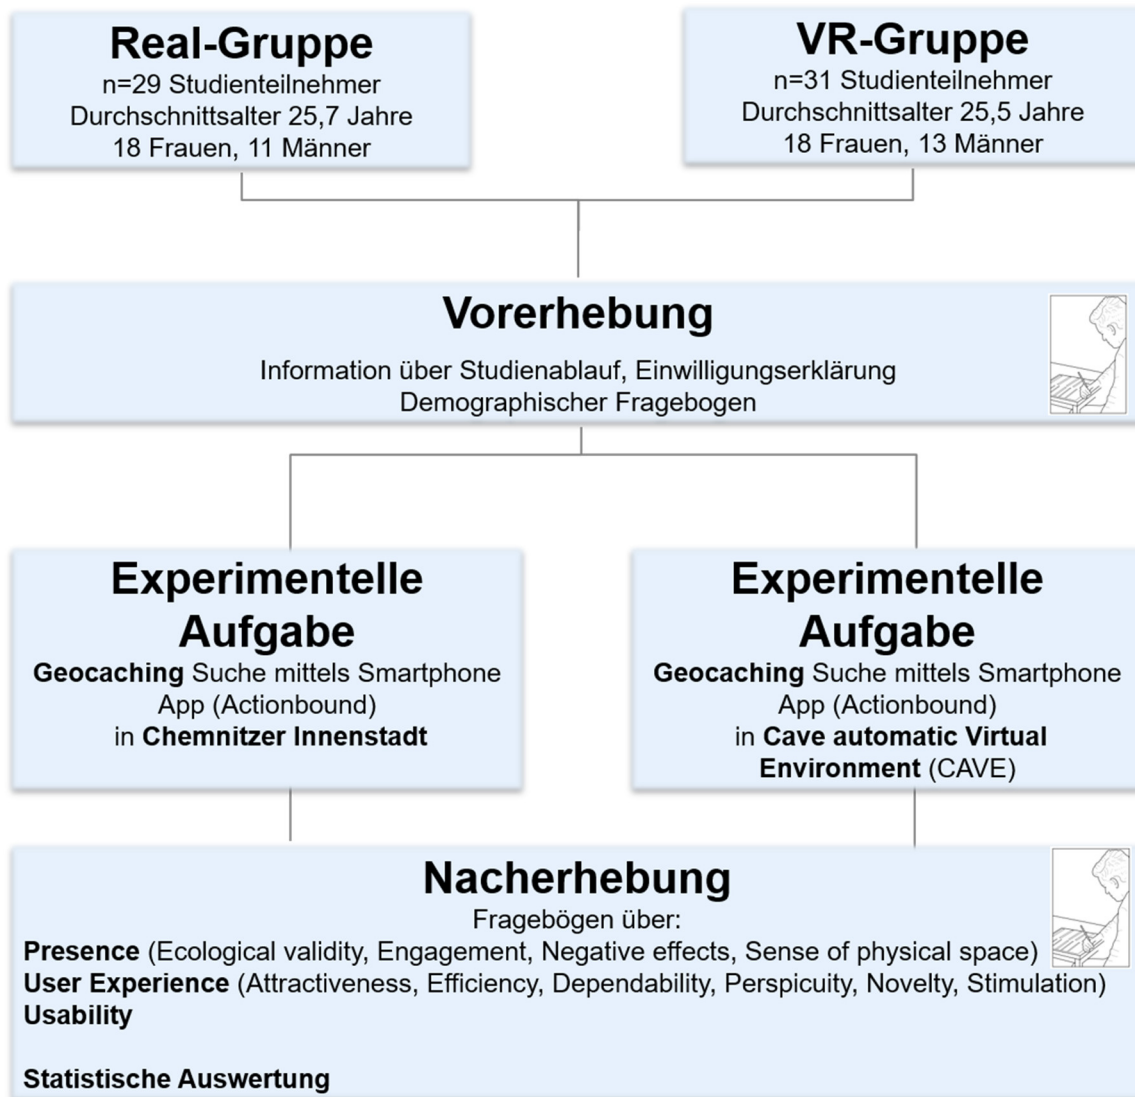 Real-Gruppe
n=29 Studienteilnehmer
Durchschnittsalter 25,7 Jahre
18 Frauen, 11 Männer
VR-Gruppe
n=31 Studienteilnehmer
Durchschnittsalter 25,5 Jahre
18 Frauen, 13 Männer
Vorerhebung
Information über Studienablauf, Einwilligungserklärung
Demographischer Fragebogen
Experimentelle
Aufgabe
Geocaching Suche mittels Smartphone
App (Actionbound)
in Chemnitzer Innenstadt
Experimentelle
Aufgabe
Geocaching Suche mittels Smartphone
App (Actionbound)
in Cave automatic Virtual
Environment (CAVE)
Nacherhebung
Fragebögen über:
Presence (Ecological validity, Engagement, Negative effects, Sense of physical space)
User Experience (Attractiveness, Efficiency, Dependability, Perspicuity, Novelty, Stimulation)
Usability
Statistische Auswertung